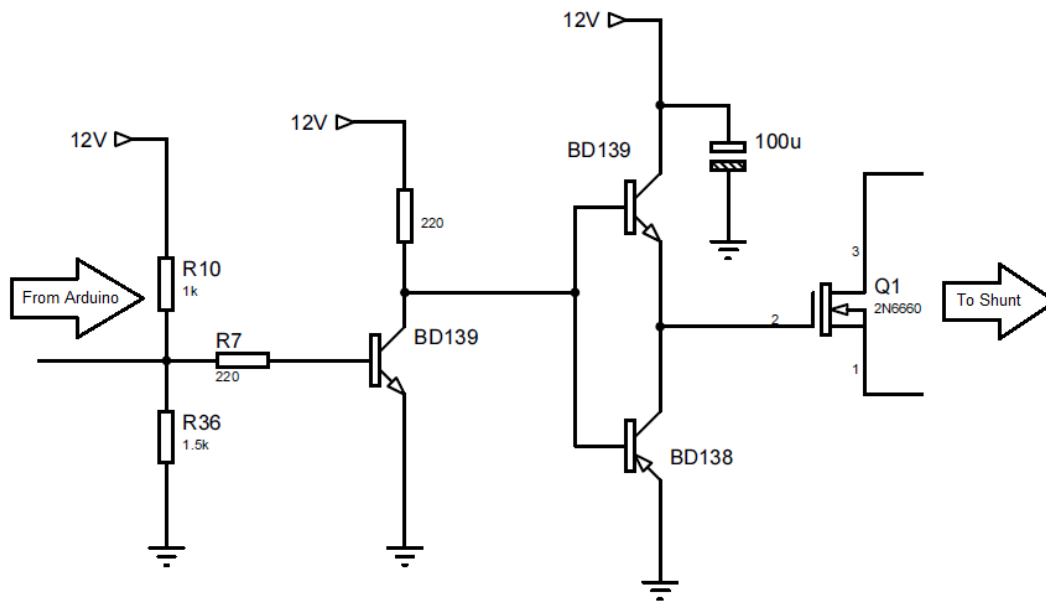 12V
12V
12V
BD139
100u
220
R10
1k
From Arduino
3
Q1
2N6660
To Shunt
2
R7
220
BD139
1
R36
1.5k
BD138